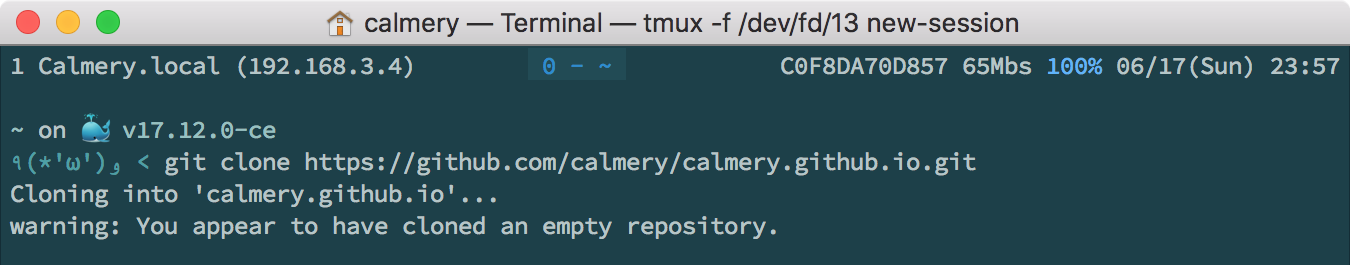 calmery — Terminal — tmux -f /dev/fd/13 new-session
1 Calmery.local (192.168.3.4) 0 - ~ C0F8DA70D857 65Mbs 100% 06/17(Sun) 23:57
~ on 🐳 v17.12.0-ce
٩(*'ω')و < git clone https://github.com/calmery/calmery.github.io.git
Cloning into 'calmery.github.io'...
warning: You appear to have cloned an empty repository.